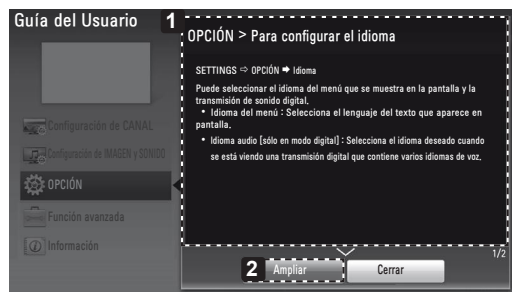 Guía del Usuario
1
OPCIÓN > Para configurar el idioma
SETTINGS ⇨ OPCIÓN ➡ Idioma
Puede seleccionar el idioma del menú que se muestra en la pantalla y la
transmisión de sonido digital.
• Idioma del menú : Selecciona el lenguaje del texto que aparece en
pantalla.
• Idioma audio [sólo en modo digital] : Selecciona el idioma deseado cuando
se está viendo una transmisión digital que contiene varios idiomas de voz.
Configuración de CANAL
Configuración de IMAGEN y SONIDO
OPCIÓN
Función avanzada
Información
1/2
2
Ampliar
Cerrar